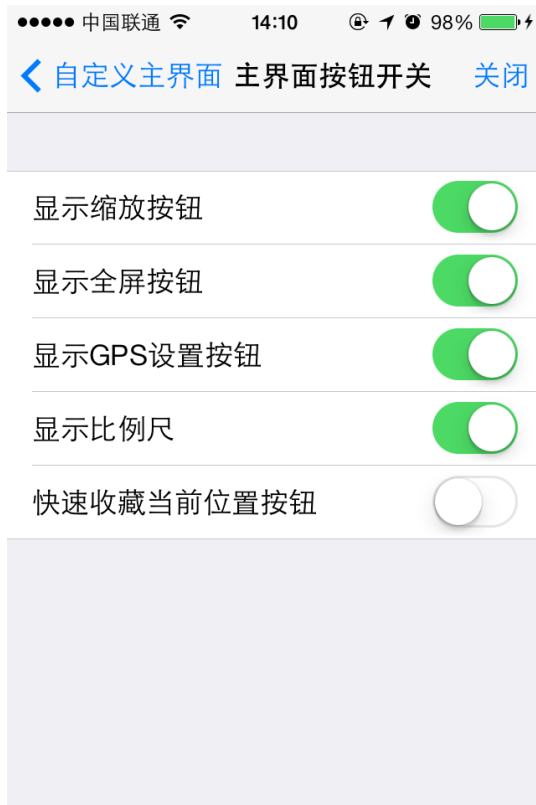 中国联通 14:10 98%
自定义主界面 主界面按钮开关 关闭
显示缩放按钮
显示全屏按钮
显示GPS设置按钮
显示比例尺
快速收藏当前位置按钮